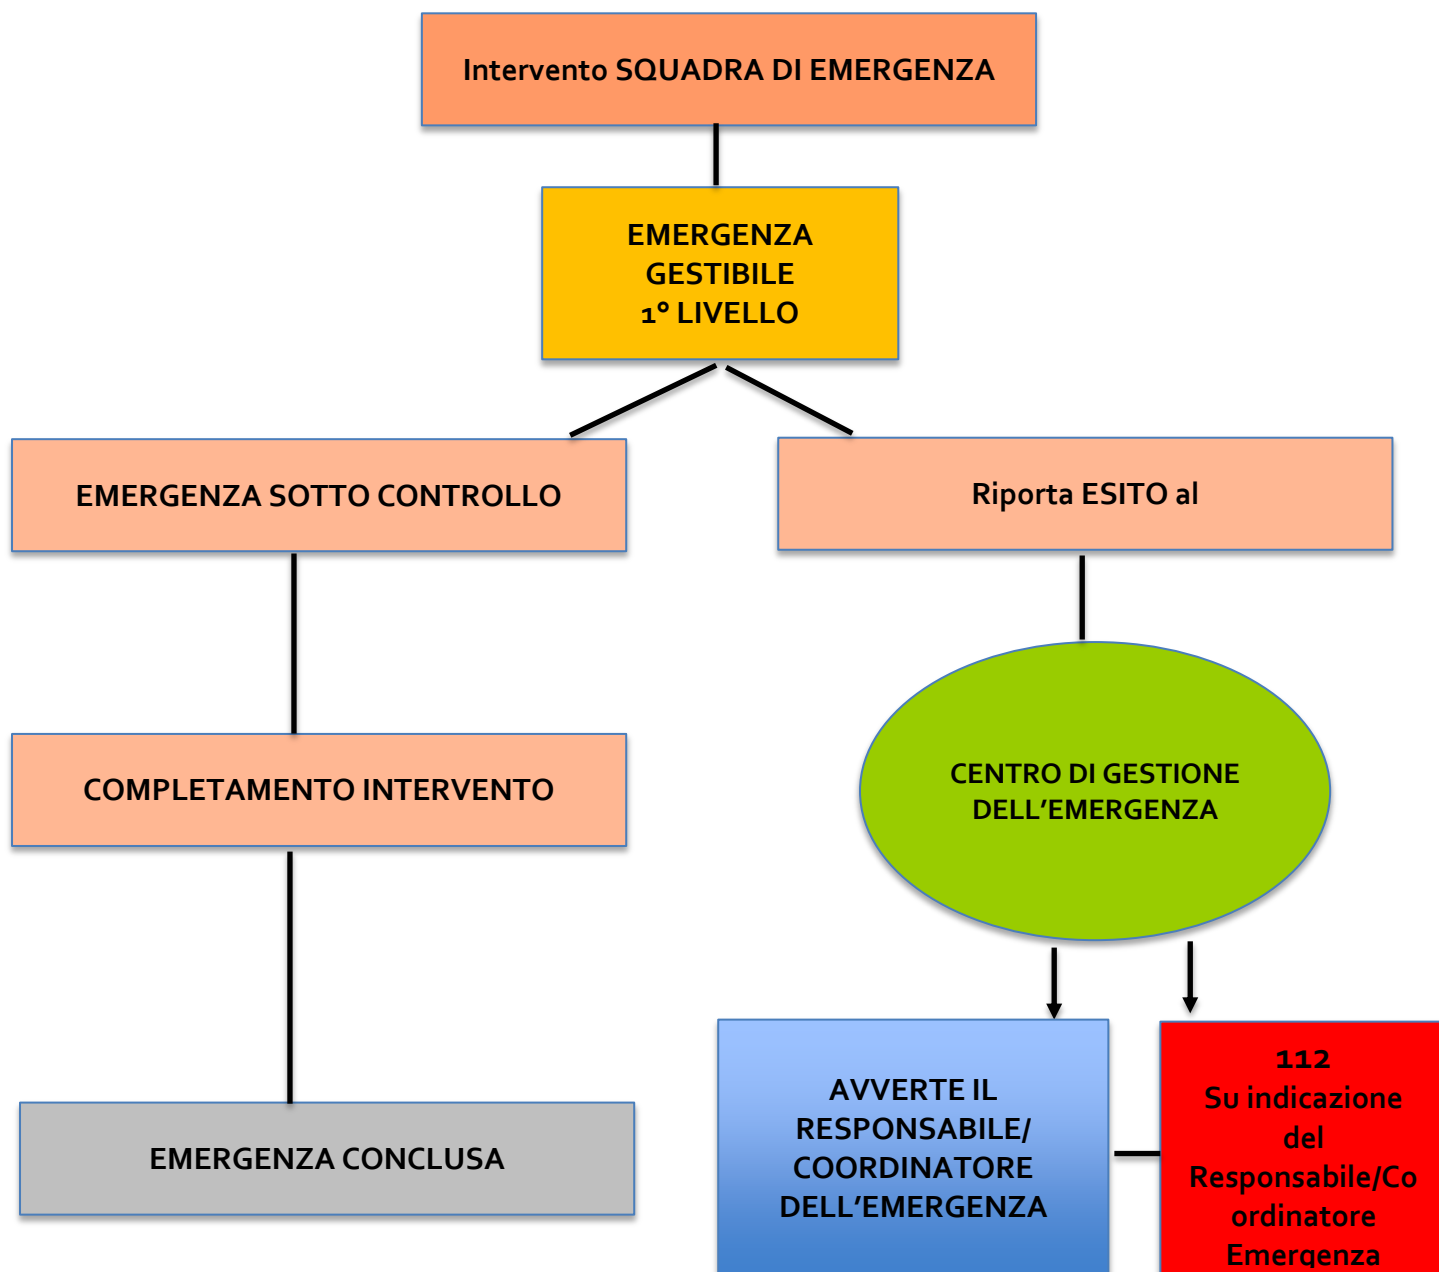 Intervento SQUADRA DI EMERGENZA
EMERGENZA
GESTIBILE
1° LIVELLO
EMERGENZA SOTTO CONTROLLO
Riporta ESITO al
COMPLETAMENTO INTERVENTO
CENTRO DI GESTIONE
DELL’EMERGENZA
EMERGENZA CONCLUSA
AVVERTE IL
RESPONSABILE/
COORDINATORE
DELL’EMERGENZA
112
Su indicazione
del
Responsabile/Co
ordinatore
Emergenza